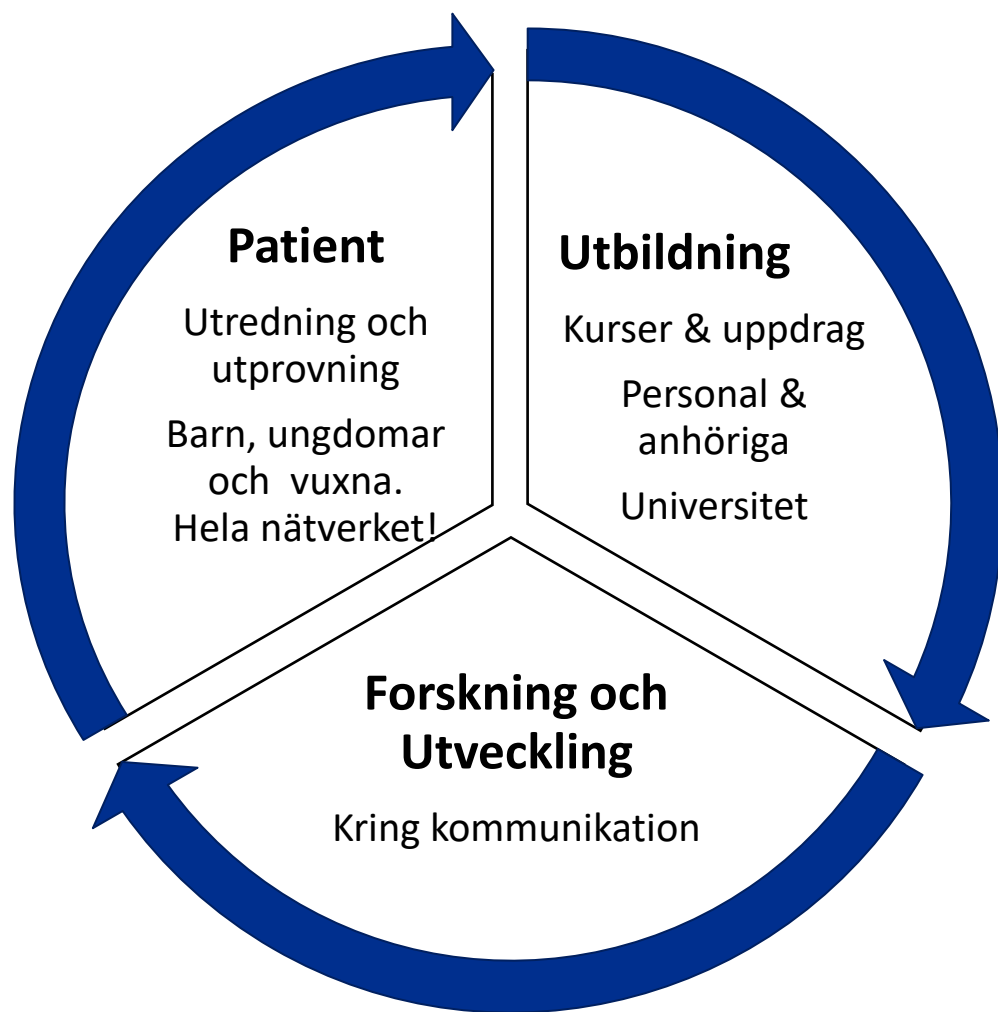 Patient
Utredning och
utprovning
Barn, ungdomar
och  vuxna.
Hela nätverket!
Utbildning
Kurser & uppdrag
Personal &
anhöriga
Universitet
Forskning och
Utveckling
Kring kommunikation